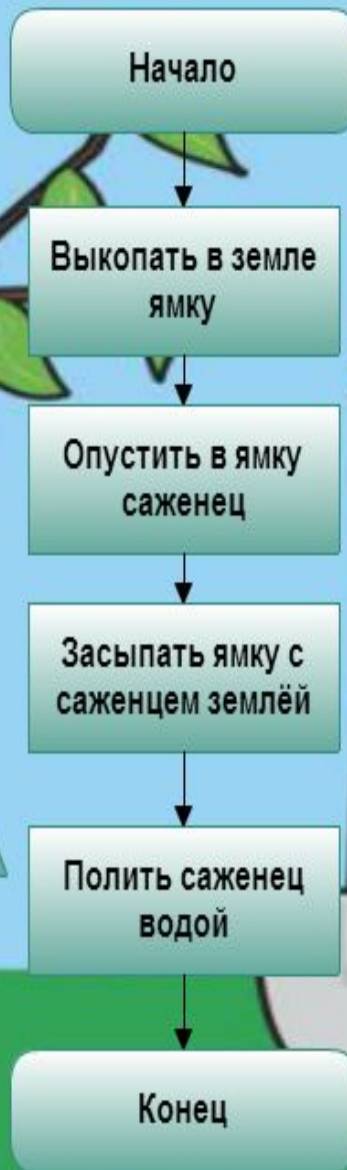 Начало
Выкопать в земле
ямку
Опустить в ямку
саженец
Засыпать ямку с
саженцем землёй
Полить саженец
водой
Конец